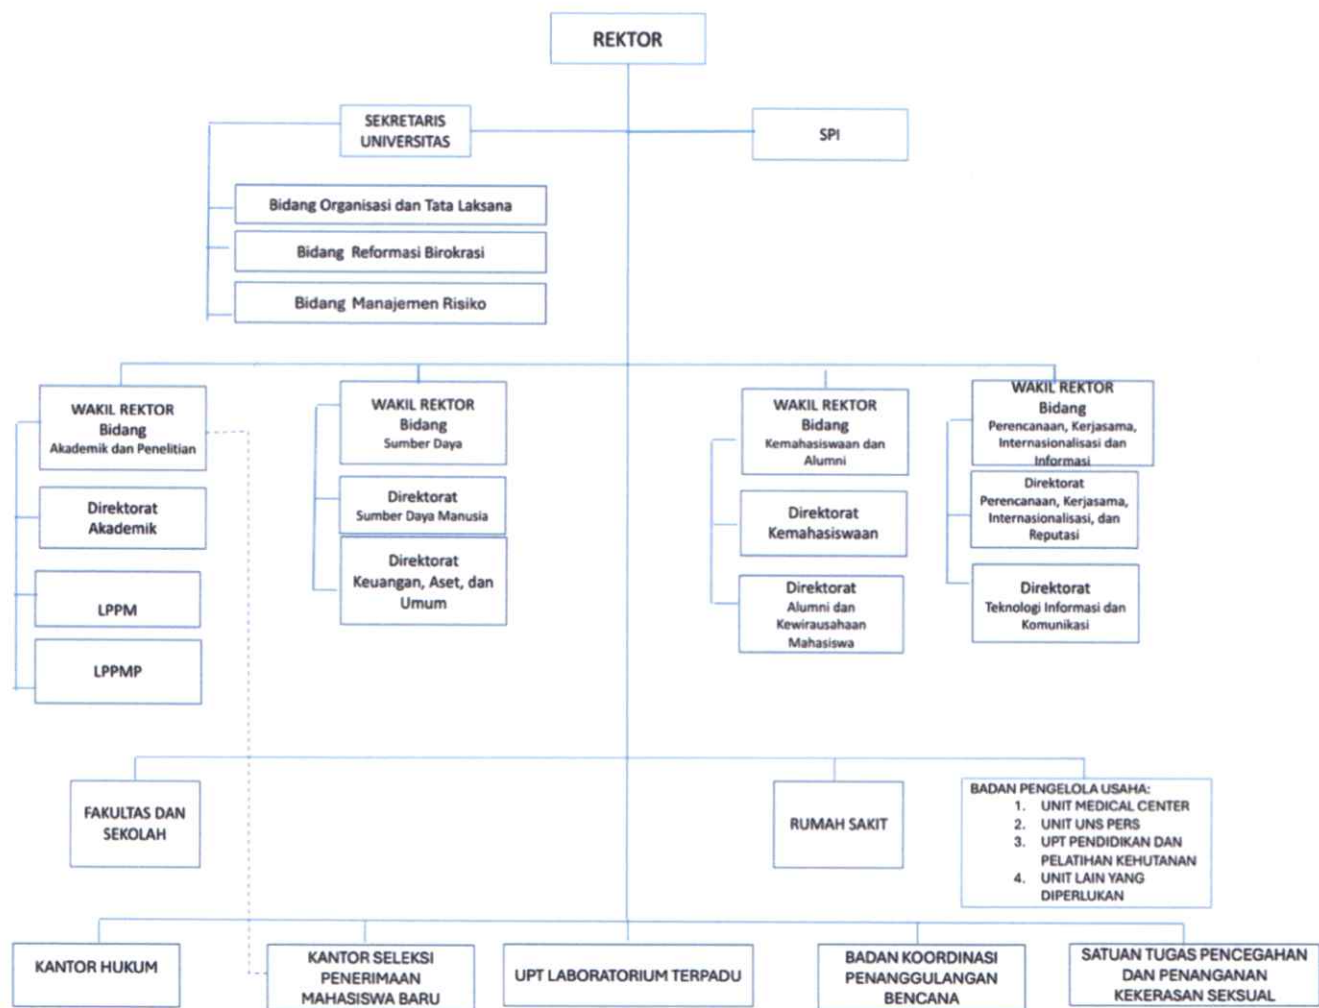 REKTOR
SEKRETARIS
UNIVERSITAS
SPI
Bidang Organisasi dan Tata Laksana
Bidang Reformasi Birokrasi
Bidang Manajemen Risiko
WAKIL REKTOR
Bidang
Akademik dan Penelitian
Direktorat
Akademik
LPPM
LPPMP
WAKIL REKTOR
Bidang
Sumber Daya
Direktorat
Sumber Daya Manusia
Direktorat
Keuangan, Aset, dan
Umum
WAKIL REKTOR
Bidang
Kemahasiswaan dan
Alumni
Direktorat
Kemahasiswaan
Direktorat
Alumni dan
Kewirausahaan
Mahasiswa
WAKIL REKTOR
Bidang
Perencanaan, Kerjasama,
Internasionalisasi dan
Informasi
Direktorat
Perencanaan, Kerjasama,
Internasionalisasi, dan
Reputasi
Direktorat
Teknologi Informasi dan
Komunikasi
FAKULTAS DAN
SEKOLAH
RUMAH SAKIT
BADAN PENGELOLA USAHA:
1. UNIT MEDICAL CENTER
2. UNIT UNS PERS
3. UPT PENDIDIKAN DAN
PELATIHAN KEHUTANAN
4. UNIT LAIN YANG
DIPERLUKAN
KANTOR HUKUM
KANTOR SELEKSI
PENERIMAAN
MAHASISWA BARU
UPT LABORATORIUM TERPADU
BADAN KOORDINASI
PENANGGULANGAN
BENCANA
SATUAN TUGAS PENCEGAHAN
DAN PENANGANAN
KEKERASAN SEKSUAL